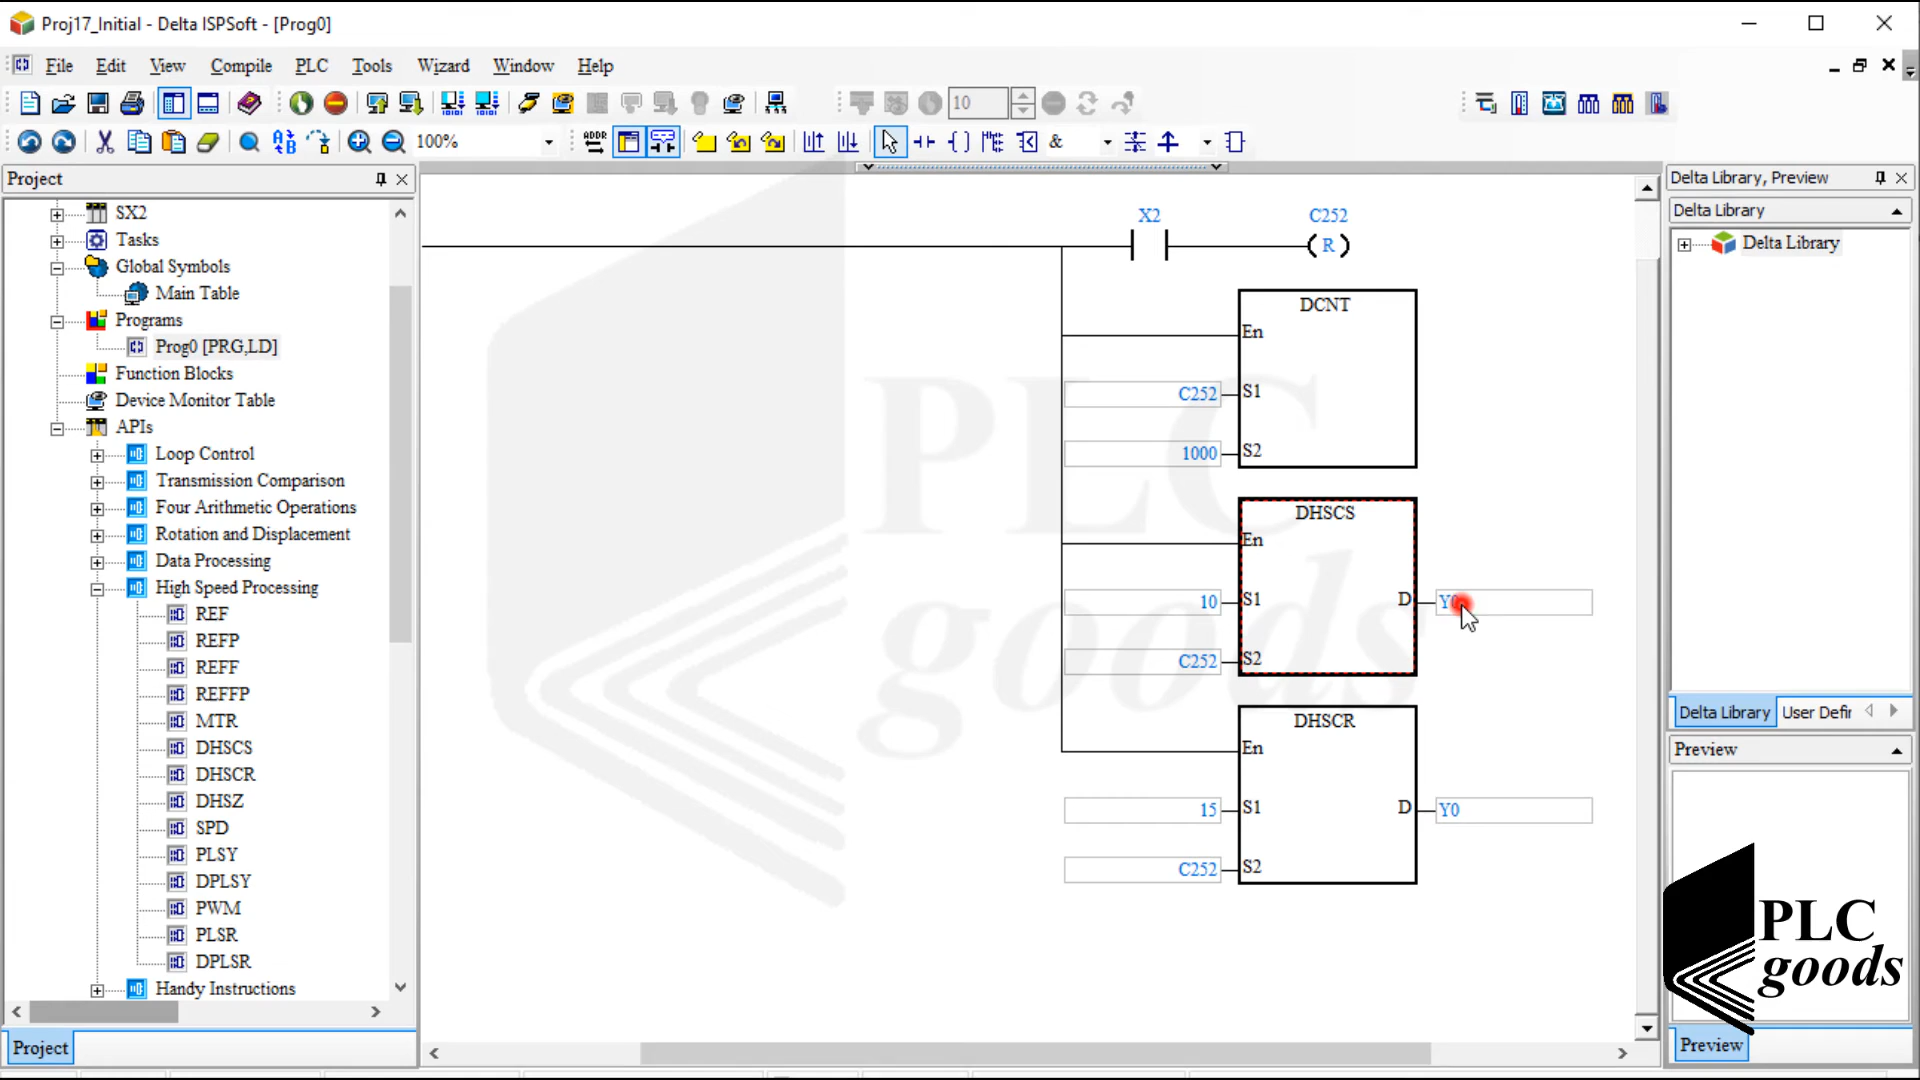 Proj17_Initial - Delta ISPSoft - [Prog0]
File Edit View Compile PLC Tools Wizard Window Help
10
100%
ADDR
&
Project
SX2
Tasks
Global Symbols
Main Table
Programs
Prog0 [PRG,LD]
Function Blocks
Device Monitor Table
APIs
Loop Control
Transmission Comparison
Four Arithmetic Operations
Rotation and Displacement
Data Processing
High Speed Processing
REF
REFP
REFF
REFFP
MTR
DHSCS
DHSCR
DHSZ
SPD
PLSY
DPLSY
PWM
PLSR
DPLSR
Handy Instructions
Project
X2
C252
R
DCNT
En
C252 S1
1000 S2
DHSCS
En
10 S1 D
C252 S2
DHSCR
En
15 S1 D Y0
C252 S2
PLC
goods
Delta Library, Preview
Delta Library
Delta Library
Delta Library User Defir
Preview
PLC
goods
Preview